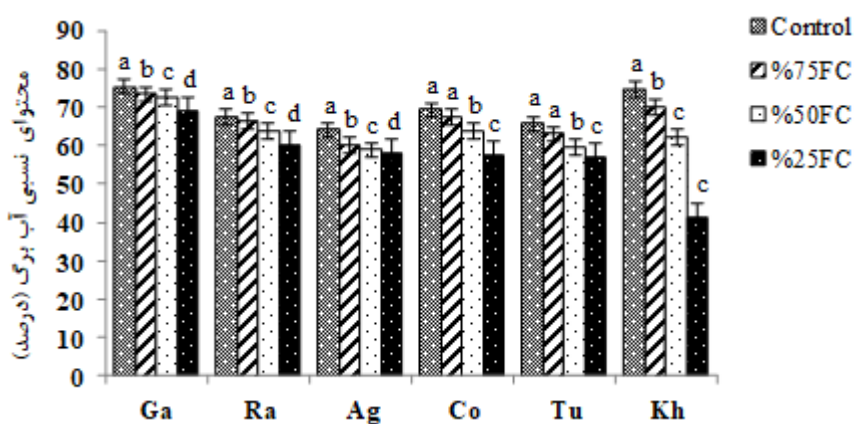 محتوای نسبی آب برگ (درصد)
90
80
70
60
50
40
30
20
10
0
a b c d
a b c d
a b c d
a a b c
a a b c
a b c c
Ga Ra Ag Co Tu Kh
Control
%75FC
%50FC
%25FC